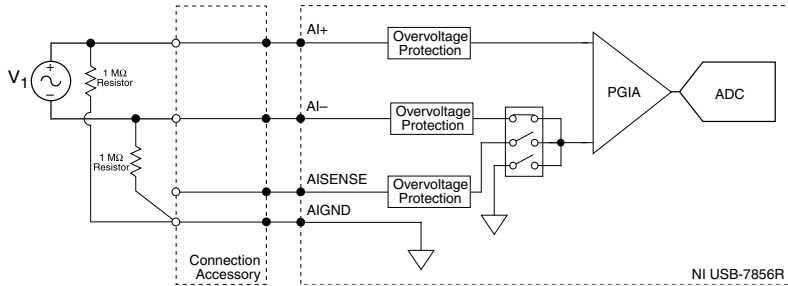 AI+
Overvoltage
Protection
+
V1
–
1 MΩ
Resistor
PGIA
ADC
AI–
Overvoltage
Protection
1 MΩ
Resistor
AISENSE
Overvoltage
Protection
AIGND
Connection
Accessory
NI USB-7856R